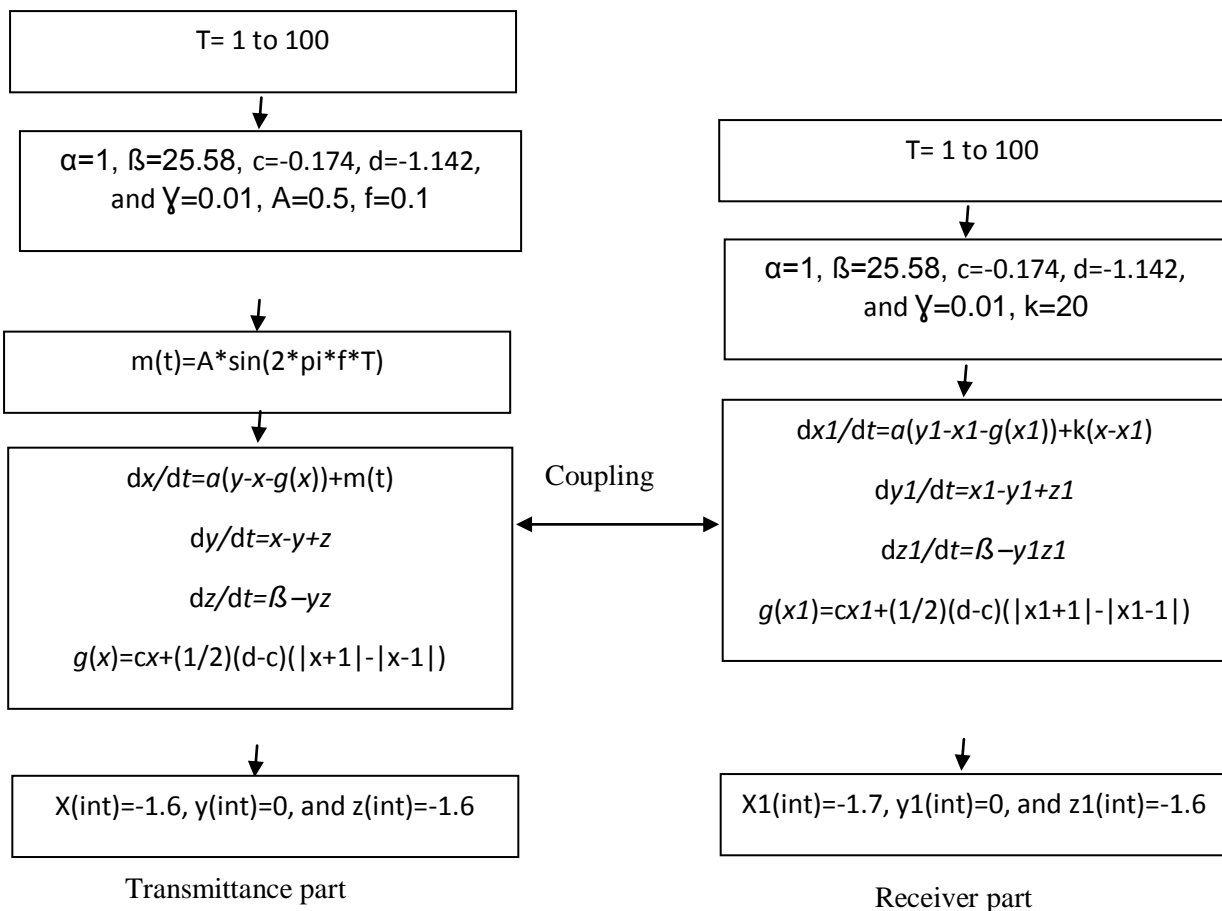 T= 1 to 100
α=1, ß=25.58, c=-0.174, d=-1.142,
and Ɣ=0.01, A=0.5, f=0.1
m(t)=A*sin(2*pi*f*T)
dx/dt=a(y-x-g(x))+m(t)
dy/dt=x-y+z
dz/dt=ß–yz
g(x)=cx+(1/2)(d-c)(|x+1|-|x-1|)
X(int)=-1.6, y(int)=0, and z(int)=-1.6
Transmittance part
Coupling
T= 1 to 100
α=1, ß=25.58, c=-0.174, d=-1.142,
and Ɣ=0.01, k=20
dx1/dt=a(y1-x1-g(x1))+k(x-x1)
dy1/dt=x1-y1+z1
dz1/dt=ß–y1z1
g(x1)=cx1+(1/2)(d-c)(|x1+1|-|x1-1|)
X1(int)=-1.7, y1(int)=0, and z1(int)=-1.6
Receiver part